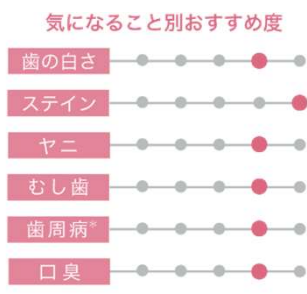 気になること別おすすめ度
歯の白さ
ステイン
ヤニ
むし歯
歯周病*
口臭